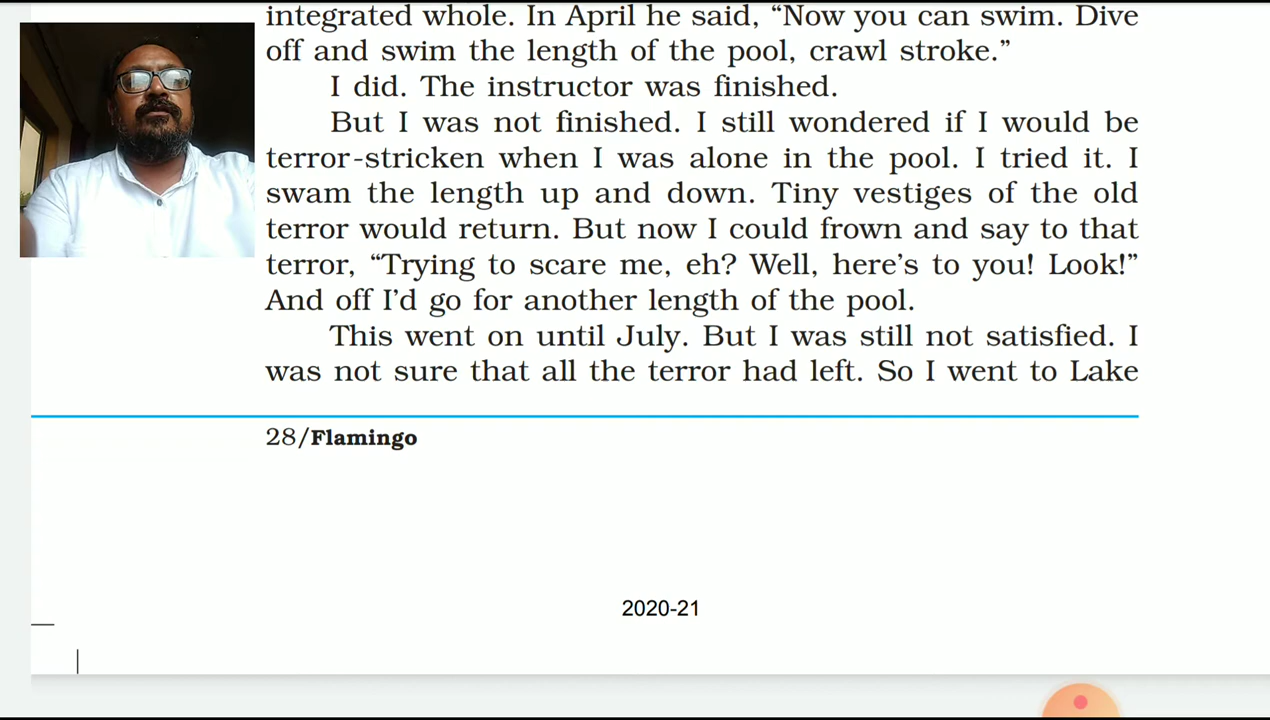 integrated whole. In April he said, “Now you can swim. Dive
off and swim the length of the pool, crawl stroke.”
I did. The instructor was finished.
But I was not finished. I still wondered if I would be
terror-stricken when I was alone in the pool. I tried it. I
swam the length up and down. Tiny vestiges of the old
terror would return. But now I could frown and say to that
terror, “Trying to scare me, eh? Well, here’s to you! Look!”
And off I’d go for another length of the pool.
This went on until July. But I was still not satisfied. I
was not sure that all the terror had left. So I went to Lake
28/Flamingo
2020-21